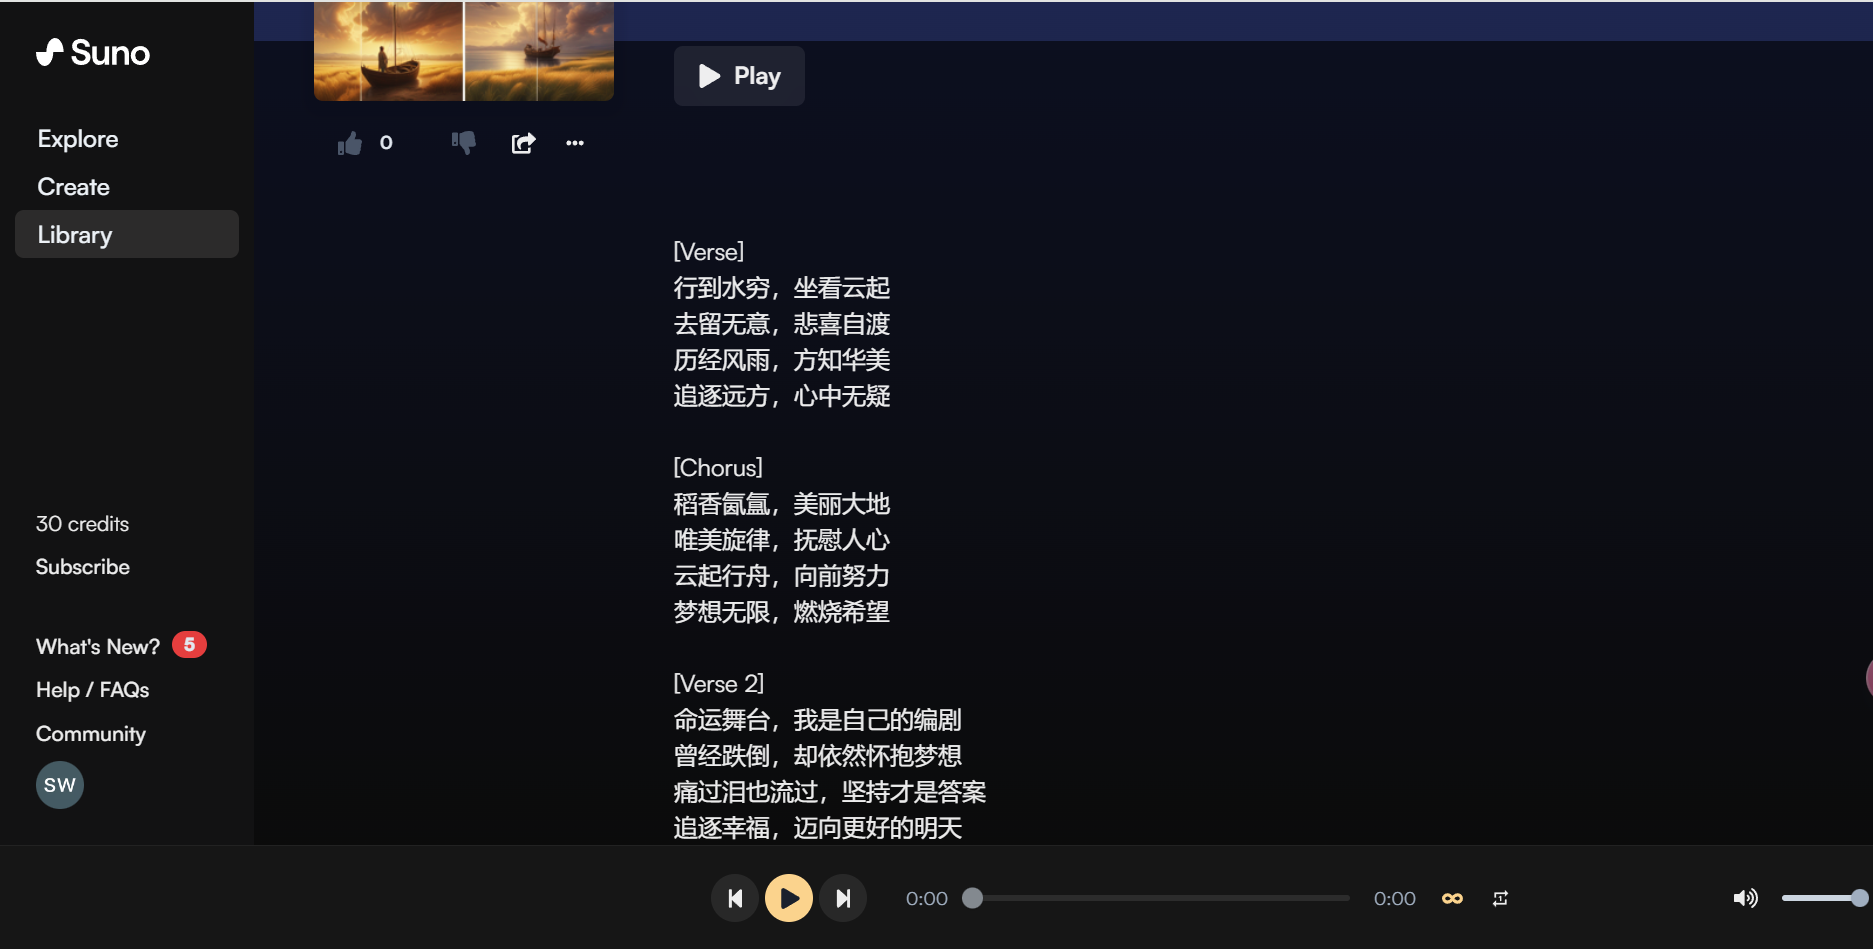 Suno
Explore
Create
Library
30 credits
Subscribe
What's New? 5
Help / FAQs
Community
SW
Play
0
[Verse]
行到水穷，坐看云起
去留无意，悲喜自渡
历经风雨，方知华美
追逐远方，心中无疑
[Chorus]
稻香氤氲，美丽大地
唯美旋律，抚慰人心
云起行舟，向前努力
梦想无限，燃烧希望
[Verse 2]
命运舞台，我是自己的编剧
曾经跌倒，却依然怀抱梦想
痛过泪也流过，坚持才是答案
追逐幸福，迈向更好的明天
0:00 0:00